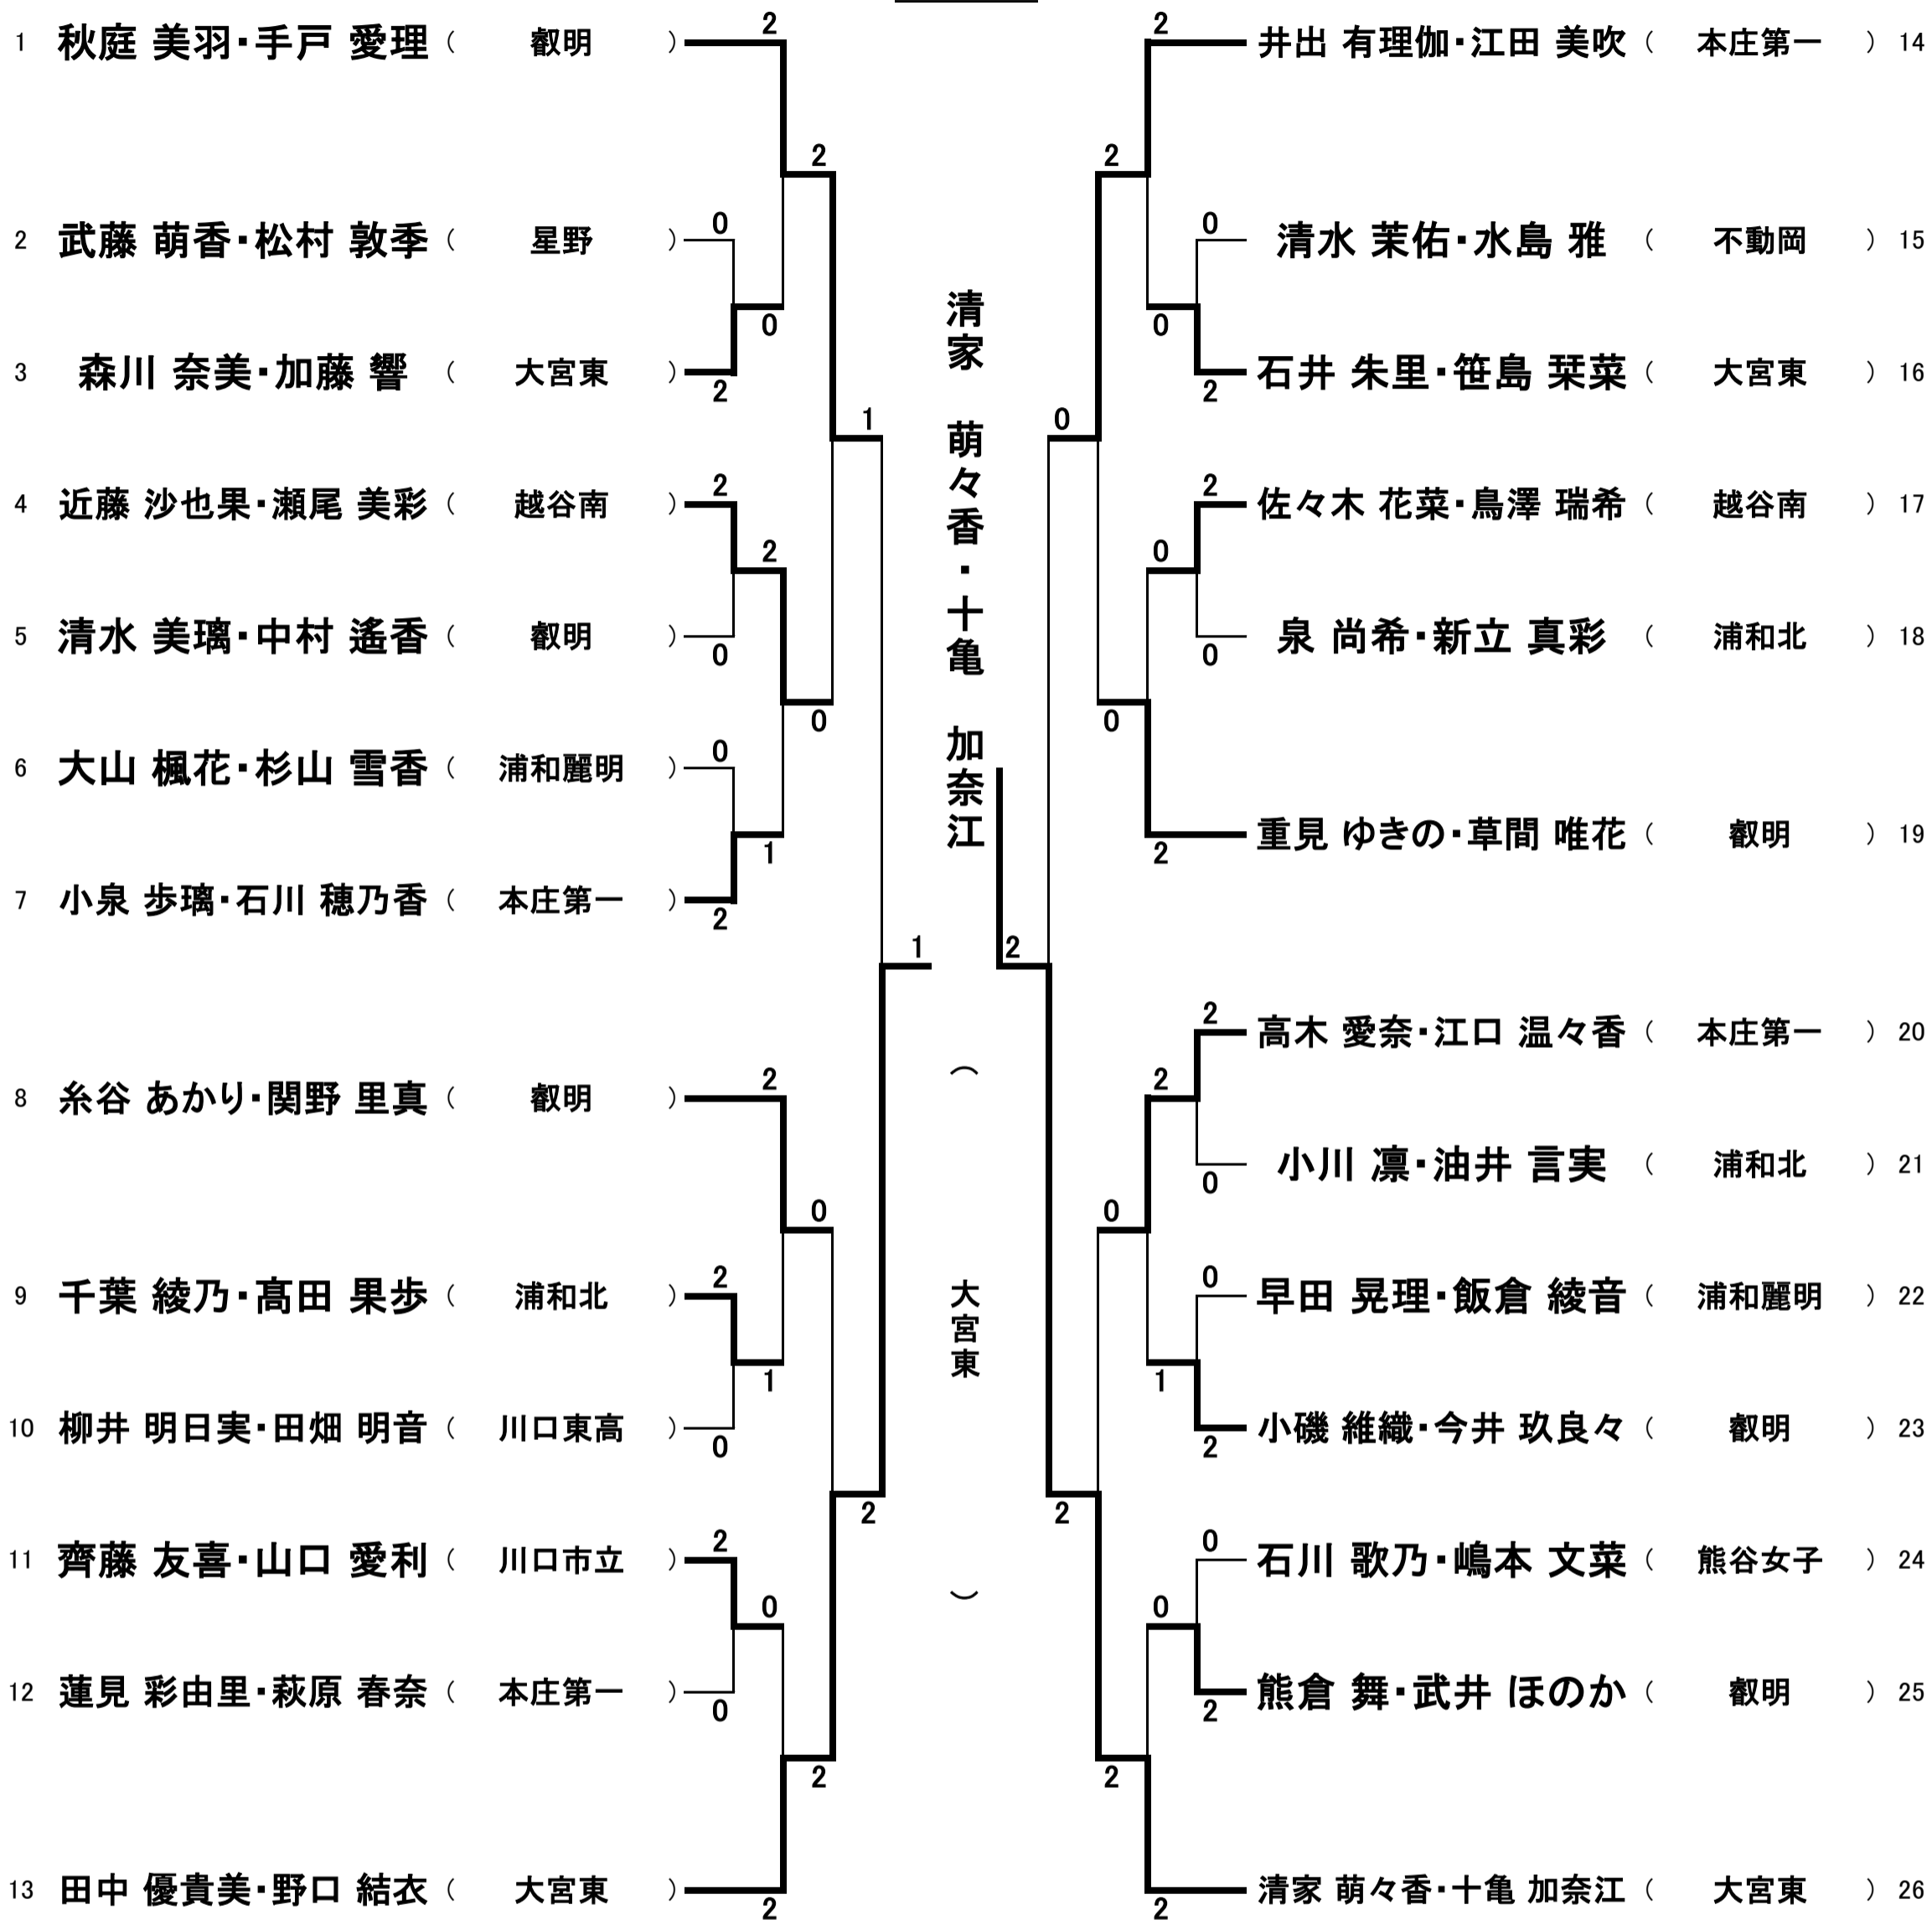 1 秋庭 美羽・手戸 愛理 ( 叡明 )
2
2
2 武藤 萌香・松村 敦季 ( 星野 )
0
0
3 森川 奈美・加藤 響 ( 大宮東 )
2
1
4 近藤 沙也果・瀬尾 美彩 ( 越谷南 )
2
2
5 清水 美璃・中村 遙香 ( 叡明 )
0
0
6 大山 楓花・杉山 雪香 ( 浦和麗明 )
0
1
7 小泉 歩璃・石川 穂乃香 ( 本庄第一 )
2
1
8 糸谷 あかり・関野 里真 ( 叡明 )
2
0
9 千葉 綾乃・髙田 果歩 ( 浦和北 )
2
1
10 柳井 明日実・田畑 明音 ( 川口東高 )
0
2
11 齊藤 友喜・山口 愛利 ( 川口市立 )
2
0
12 蓮見 彩由里・萩原 春奈 ( 本庄第一 )
0
2
13 田中 優貴美・野口 結衣 ( 大宮東 )
2
清家 萌々香・十亀 加奈江
( 大宮東 )
2
井出 有理伽・江田 美吹 ( 本庄第一 ) 14
2
0
清水 茉佑・水島 雅 ( 不動岡 ) 15
0
石井 朱里・笹島 栞菜 ( 大宮東 ) 16
2
0
2
佐々木 花菜・鳥澤 瑞希 ( 越谷南 ) 17
0
泉 尚希・新立 真彩 ( 浦和北 ) 18
0
0
重見 ゆきの・草間 唯花 ( 叡明 ) 19
2
2
2
高木 愛奈・江口 温々香 ( 本庄第一 ) 20
2
小川 凛・油井 言実 ( 浦和北 ) 21
0
0
0
早田 晃理・飯倉 綾音 ( 浦和麗明 ) 22
1
小磯 維織・今井 玖良々 ( 叡明 ) 23
2
2
0
石川 歌乃・嶋本 文菜 ( 熊谷女子 ) 24
0
熊倉 舞・武井 ほのか ( 叡明 ) 25
2
2
清家 萌々香・十亀 加奈江 ( 大宮東 ) 26
2